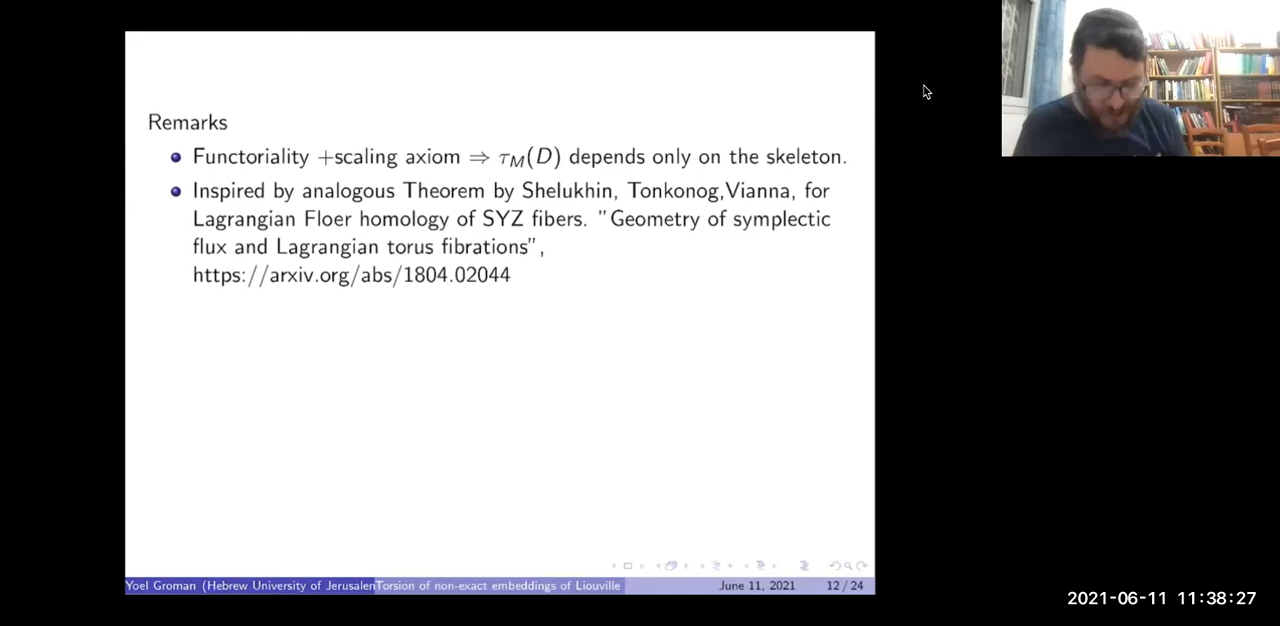 Remarks
Functoriality +scaling axiom ⇒ τM(D) depends only on the skeleton.
Inspired by analogous Theorem by Shelukhin, Tonkonog,Vianna, for
Lagrangian Floer homology of SYZ fibers. "Geometry of symplectic
flux and Lagrangian torus fibrations",
https://arxiv.org/abs/1804.02044
Yoel Groman (Hebrew University of Jerusalen Torsion of non-exact embeddings of Liouville June 11, 2021 12 / 24
2021-06-11 11:38:27